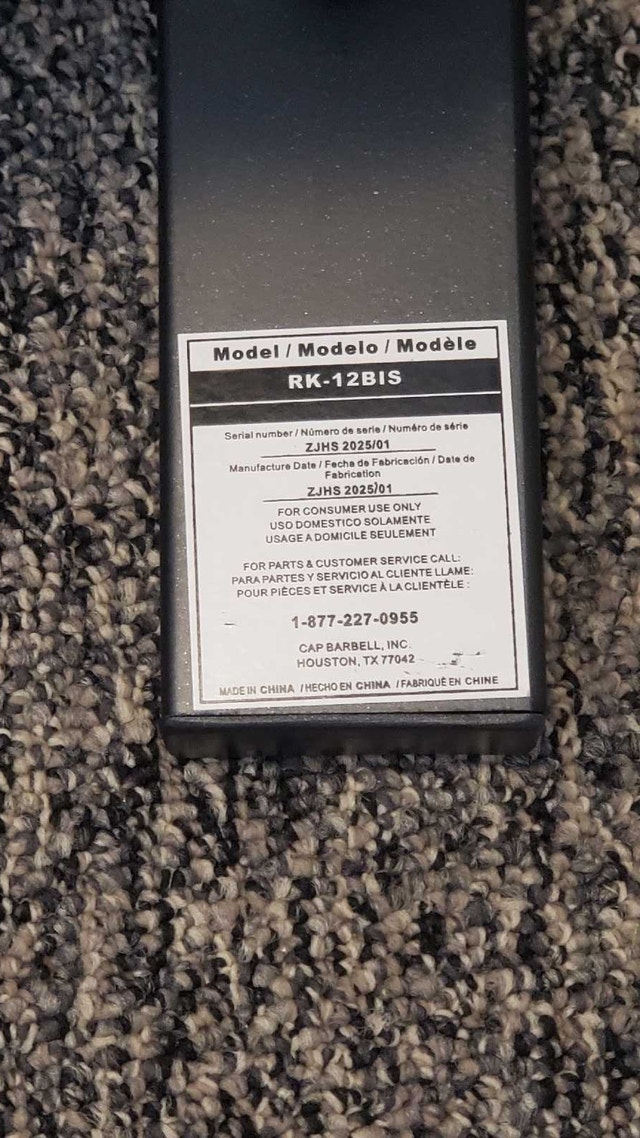 Model / Modelo / Modèle
RK-12BIS
Serial number / Número de serie / Numéro de série
ZJHS 2025/01
Manufacture Date / Fecha de Fabricación / Date de
Fabrication
ZJHS 2025/01
FOR CONSUMER USE ONLY
USO DOMESTICO SOLAMENTE
USAGE A DOMICILE SEULEMENT
FOR PARTS & CUSTOMER SERVICE CALL:
PARA PARTES Y SERVICIO AL CLIENTE LLAME:
POUR PIÈCES ET SERVICE À LA CLIENTÈLE :
1-877-227-0955
CAP BARBELL, INC.
HOUSTON, TX 77042
MADE IN CHINA / HECHO EN CHINA / FABRIQUÉ EN CHINE